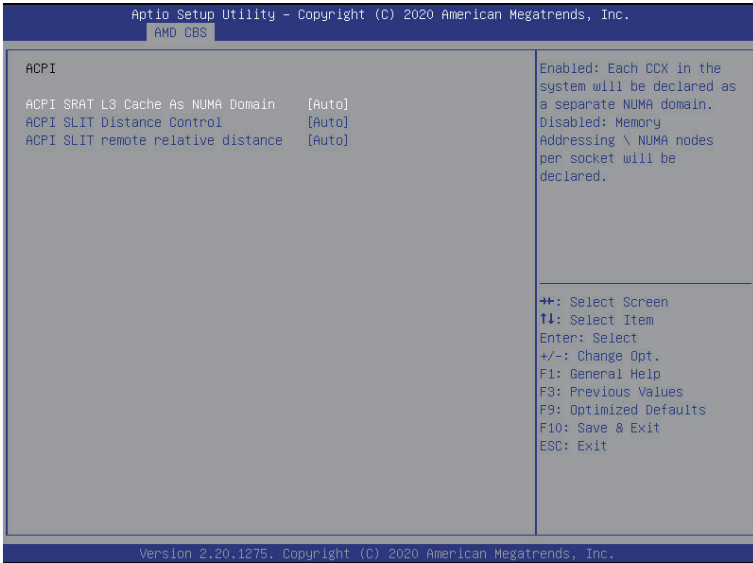 Aptio Setup Utility – Copyright (C) 2020 American Megatrends, Inc.
AMD CBS
ACPI
ACPI SRAT L3 Cache As NUMA Domain [Auto]
ACPI SLIT Distance Control [Auto]
ACPI SLIT remote relative distance [Auto]
Enabled: Each CCX in the
system will be declared as
a separate NUMA domain.
Disabled: Memory
Addressing \ NUMA nodes
per socket will be
declared.
→←: Select Screen
↑↓: Select Item
Enter: Select
+/-: Change Opt.
F1: General Help
F3: Previous Values
F9: Optimized Defaults
F10: Save & Exit
ESC: Exit
Version 2.20.1275. Copyright (C) 2020 American Megatrends, Inc.